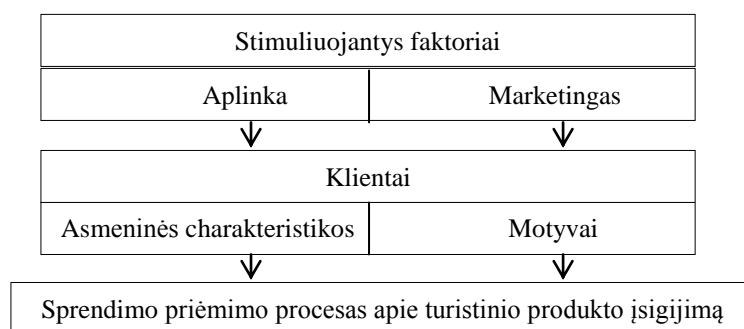 Stimuliuojantys faktoriai
Aplinka Marketingas
Klientai
Asmeninės charakteristikos Motyvai
Sprendimo priėmimo procesas apie turistinio produkto įsigijimą